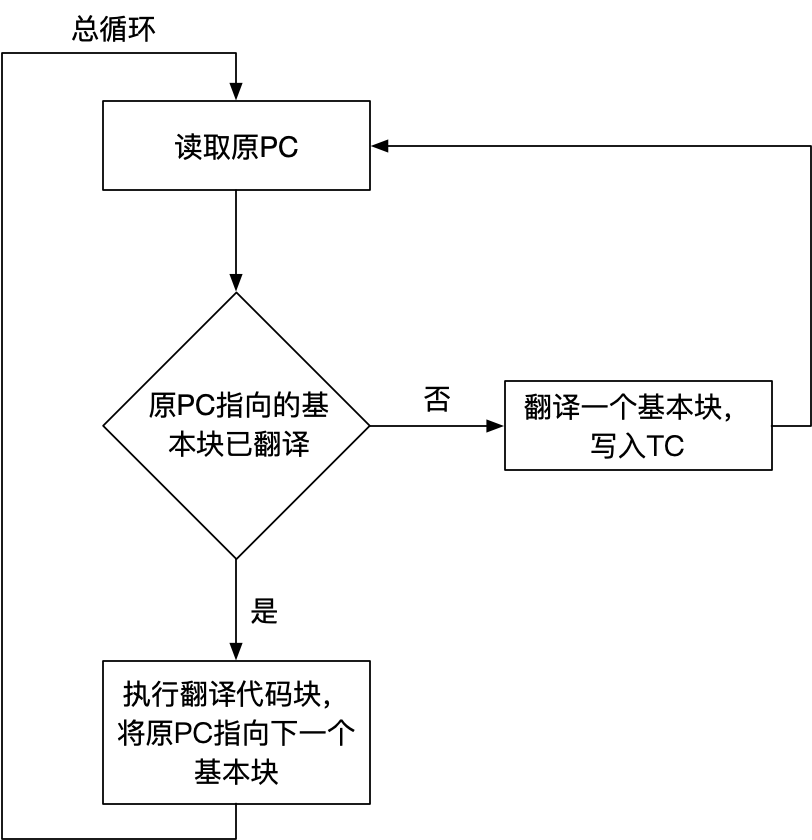 总循环
读取原PC
原PC指向的基
本块已翻译
否
翻译一个基本块，
写入TC
是
执行翻译代码块，
将原PC指向下一个
基本块